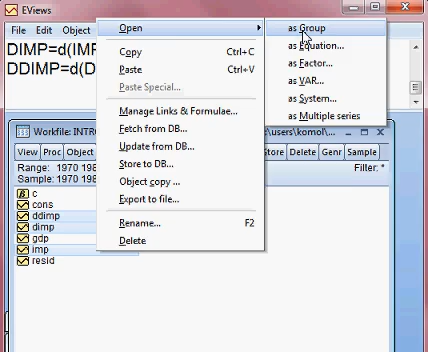 EViews
File Edit Object
DIMP=d(IM
DDIMP=d(D
Open
Copy Ctrl+C
Paste Ctrl+V
Paste Special...
Manage Links & Formulae...
Fetch from DB...
Update from DB...
Store to DB...
Object copy ...
Export to file...
Rename... F2
Delete
as Group
as Equation...
as Factor...
as VAR...
as System...
as Multiple series
Workfile: INTRO
c:\users\komol...
View Proc Object
Store Delete Genr Sample
Range: 1970 198
Filter: *
Sample: 1970 198
c
cons
ddimp
dimp
gdp
imp
resid